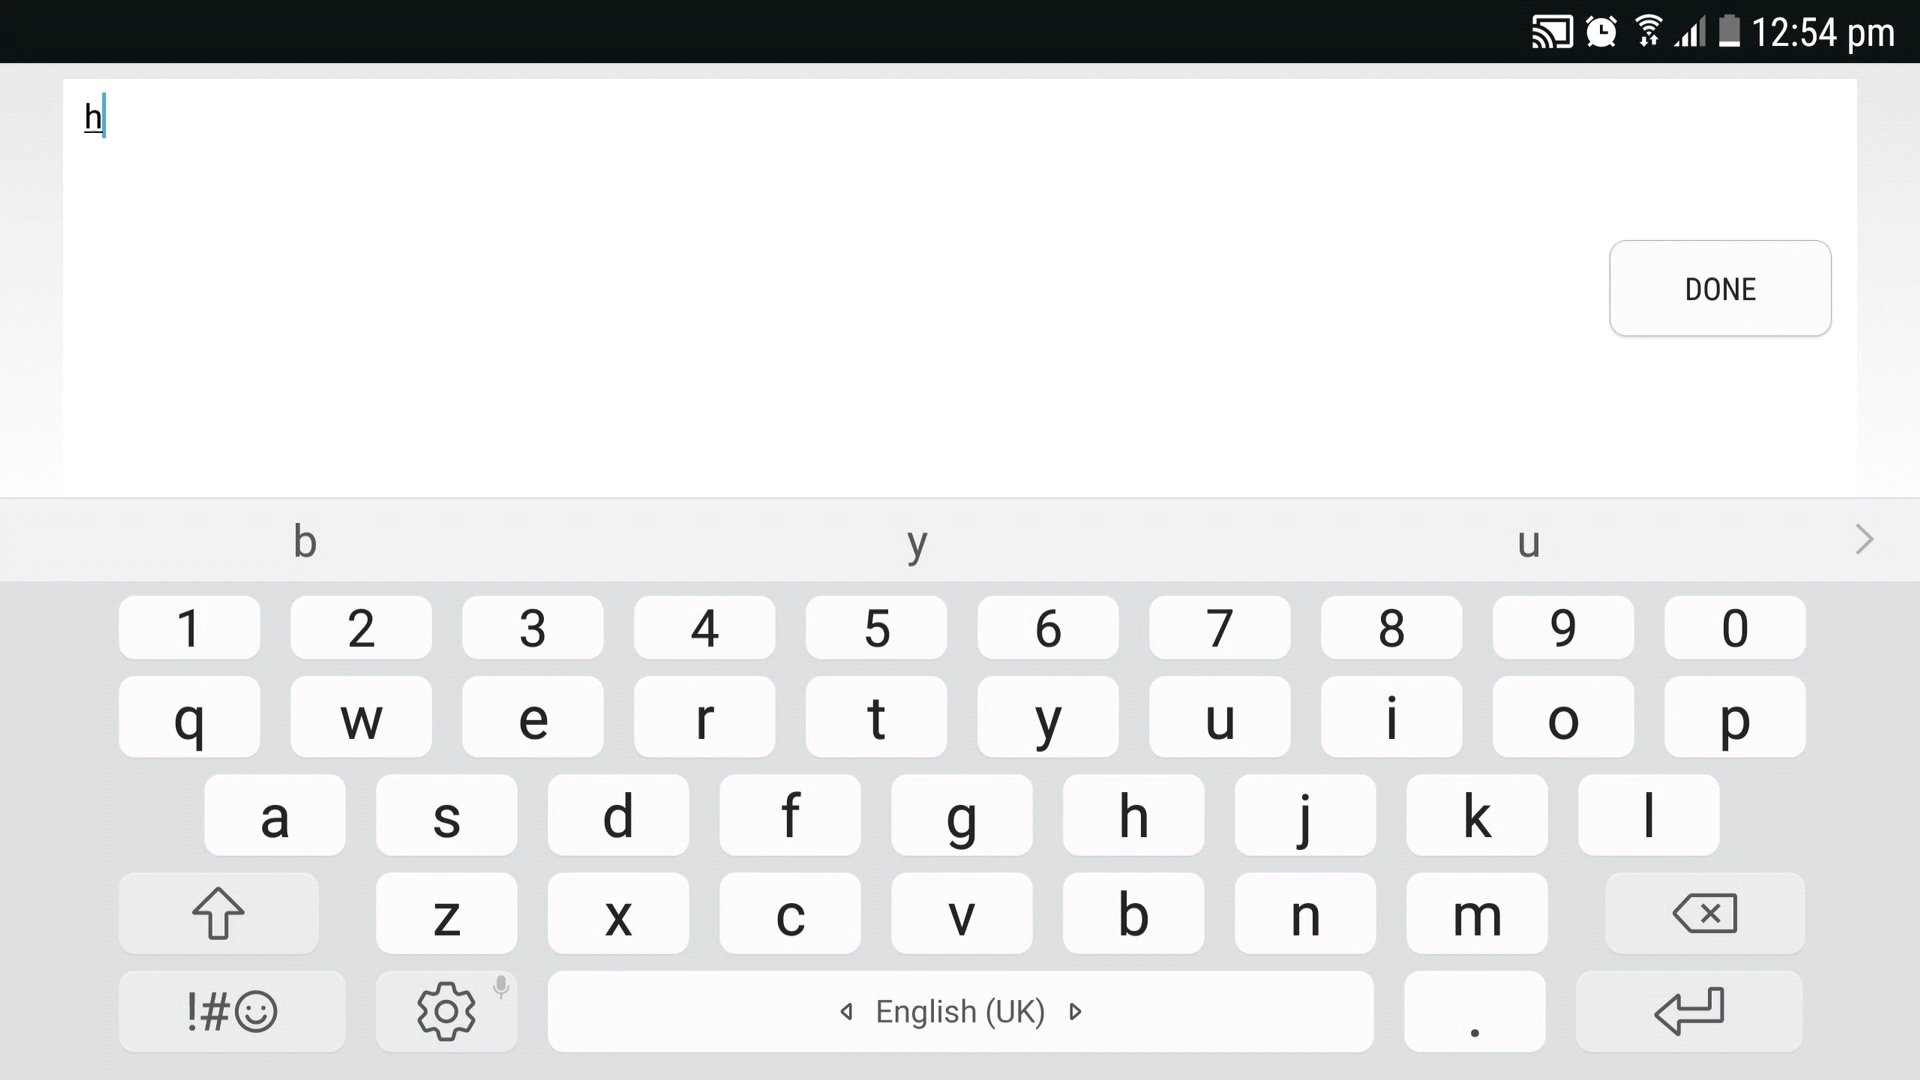 12:54 pm
h
DONE
b y u
1 2 3 4 5 6 7 8 9 0
q w e r t y u i o p
a s d f g h j k l
z x c v b n m
!#☺ English (UK) .